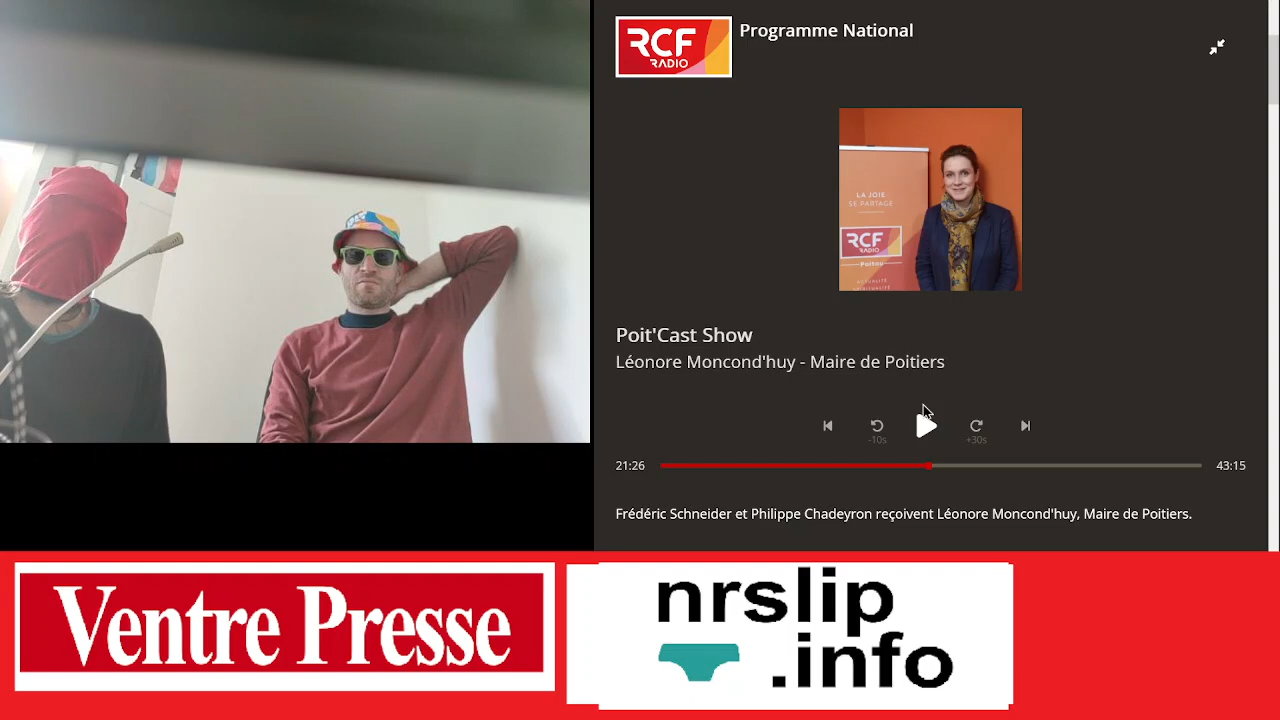 RCF
RADIO
Programme National
LA JOIE
SE PARTAGE
RCF
RADIO
Poitou
ACTUALITÉ
Poit'Cast Show
Léonore Moncond'huy - Maire de Poitiers
-10s
+30s
21:26
43:15
Frédéric Schneider et Philippe Chadeyron reçoivent Léonore Moncond'huy, Maire de Poitiers.
Ventre Presse
nrslip
.info